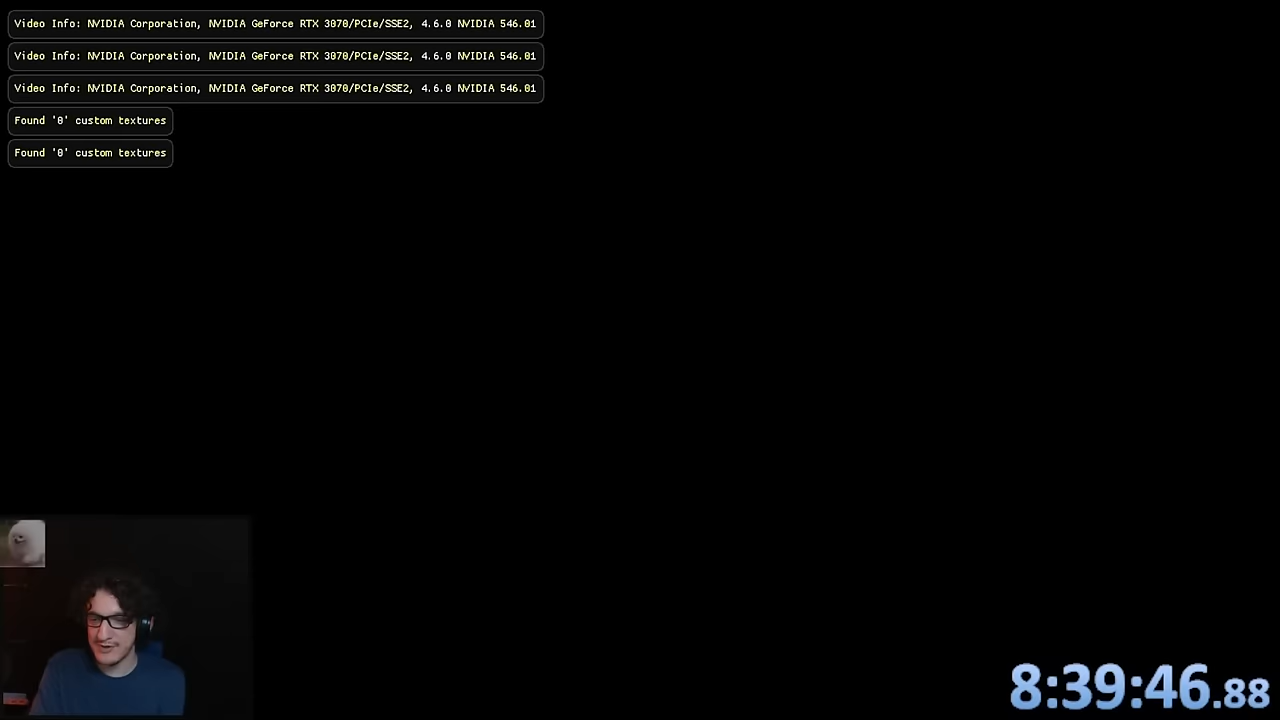 Video Info: NVIDIA Corporation, NVIDIA GeForce RTX 3070/PCIe/SSE2, 4.6.0 NVIDIA 546.01
Video Info: NVIDIA Corporation, NVIDIA GeForce RTX 3070/PCIe/SSE2, 4.6.0 NVIDIA 546.01
Video Info: NVIDIA Corporation, NVIDIA GeForce RTX 3070/PCIe/SSE2, 4.6.0 NVIDIA 546.01
Found '0' custom textures
Found '0' custom textures
8:39:46.88